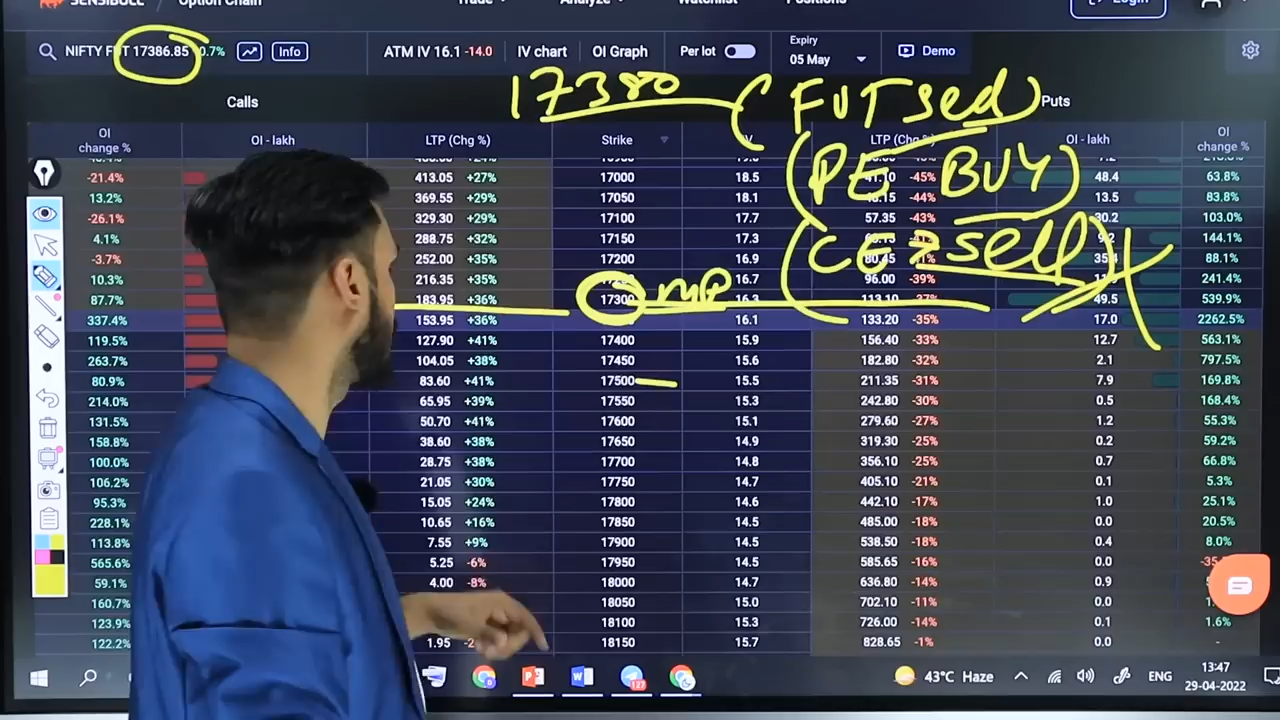 SENSIBULL / Option Chain Trade Analyze Watchlist Positions Login
NIFTY FUT 17386.85 0.7% Info ATM IV 16.1 -14.0 IV chart OI Graph Per lot Expiry 05 May Demo
17380 (FUT Sell)
(PE BUY)
(CE → Sell)
MP
Calls Puts
OI change % OI - lakh LTP (Chg %) Strike LTP (Chg %) OI - lakh OI change %
-21.4% 413.05 +27% 17000 18.5 -45% 48.4 63.8%
13.2% 369.55 +29% 17050 18.1 -44% 13.5 83.8%
-26.1% 329.30 +29% 17100 17.7 57.35 -43% 30.2 103.0%
4.1% 288.75 +32% 17150 17.3 144.1%
-3.7% 252.00 +35% 17200 16.9 80.45 88.1%
10.3% 216.35 +35% 16.7 96.00 -39% 241.4%
87.7% 183.95 +36% 17300 16.3 113.10 -37% 49.5 539.9%
337.4% 153.95 +36% 16.1 133.20 -35% 17.0 2262.5%
119.5% 127.90 +41% 17400 15.9 156.40 -33% 12.7 563.1%
263.7% 104.05 +38% 17450 15.6 182.80 -32% 2.1 797.5%
80.9% 83.60 +41% 17500 15.5 211.35 -31% 7.9 169.8%
214.0% 65.95 +39% 17550 15.3 242.80 -30% 0.5 168.4%
131.5% 50.70 +41% 17600 15.1 279.60 -27% 1.2 55.3%
158.8% 38.60 +38% 17650 14.9 319.30 -25% 0.2 59.2%
100.0% 28.75 +38% 17700 14.8 356.10 -25% 0.7 66.8%
106.2% 21.05 +30% 17750 14.7 405.10 -21% 0.1 5.3%
95.3% 15.05 +24% 17800 14.6 442.10 -17% 1.0 25.1%
228.1% 10.65 +16% 17850 14.5 485.00 -18% 0.0 20.5%
113.8% 7.55 +9% 17900 14.5 538.50 -18% 0.4 8.0%
565.6% 5.25 -6% 17950 14.5 585.65 -16% 0.0
59.1% 4.00 -8% 18000 14.7 636.80 -14% 0.9
160.7% 18050 15.0 702.10 -11% 0.0
123.9% 18100 15.3 726.00 -14% 0.1 1.6%
122.2% 1.95 18150 15.7 828.65 -1% 0.0 -
127 43°C Haze ENG 13:47
29-04-2022